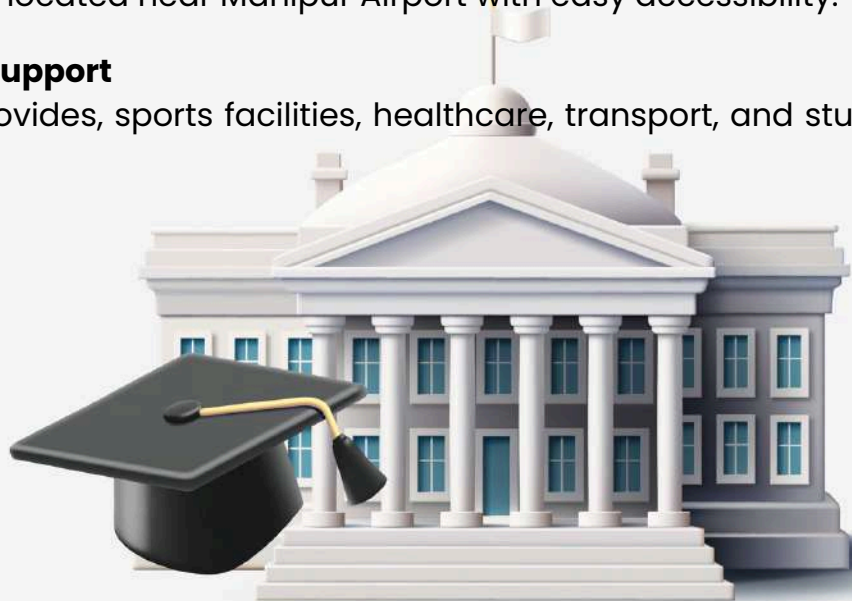 located near Manipur Airport with easy accessibility.
upport
ovides, sports facilities, healthcare, transport, and stu